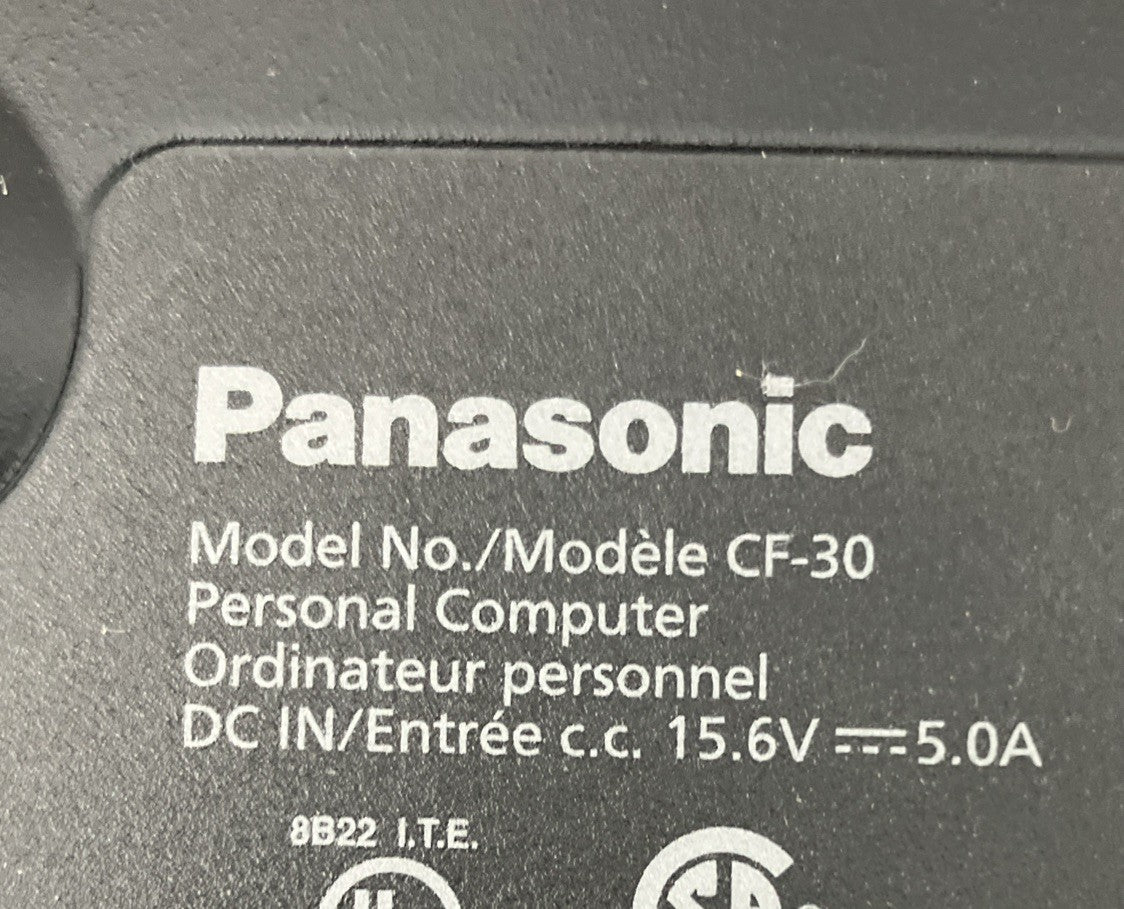 Panasonic
Model No./Modèle CF-30
Personal Computer
Ordinateur personnel
DC IN/Entrée c.c. 15.6V ⎓ 5.0A
8B22 I.T.E.